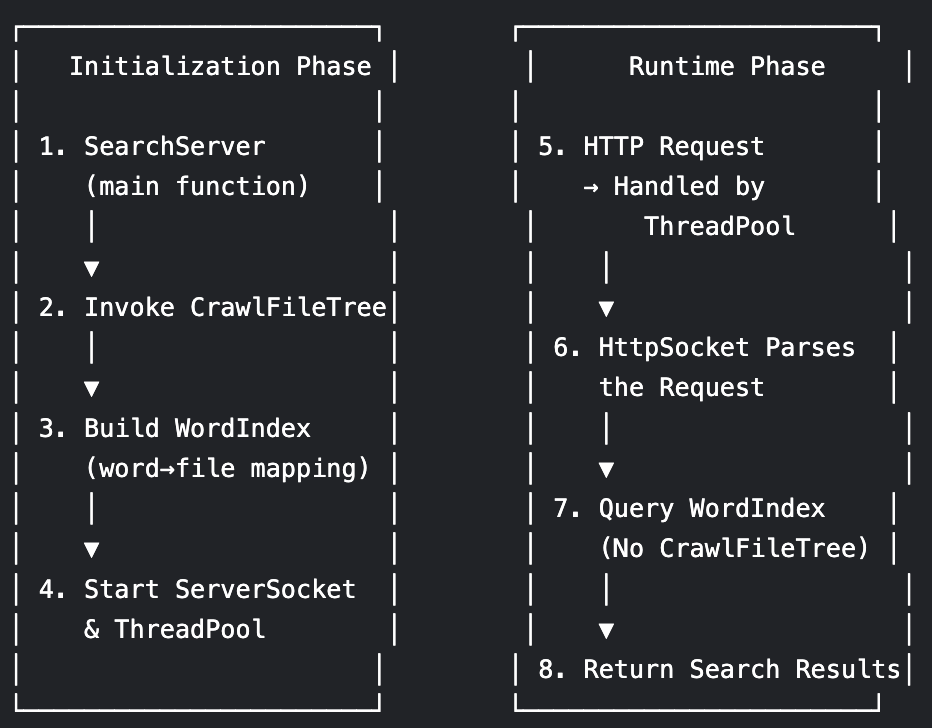 Initialization Phase
1. SearchServer
(main function)
│
▼
2. Invoke CrawlFileTree
│
▼
3. Build WordIndex
(word→file mapping)
│
▼
4. Start ServerSocket
& ThreadPool
Runtime Phase
5. HTTP Request
→ Handled by
ThreadPool
│
▼
6. HttpSocket Parses
the Request
│
▼
7. Query WordIndex
(No CrawlFileTree)
│
▼
8. Return Search Results